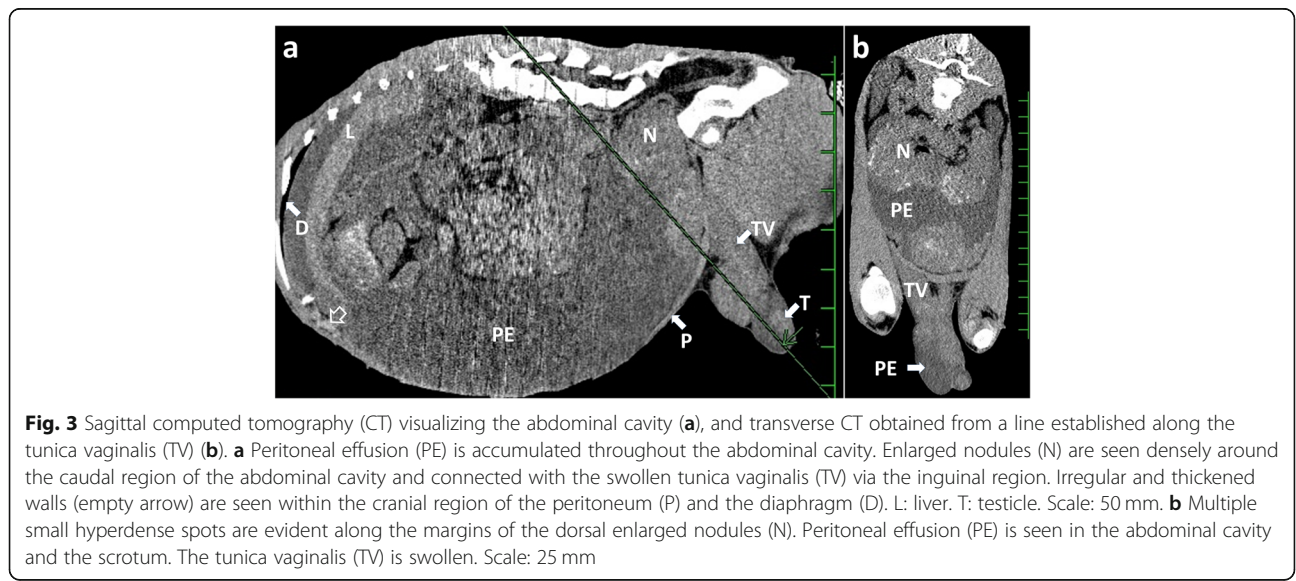 a
b
L
N
N
D
TV
PE
T
TV
PE
P
PE
Fig. 3 Sagittal computed tomography (CT) visualizing the abdominal cavity (a), and transverse CT obtained from a line established along the
tunica vaginalis (TV) (b). a Peritoneal effusion (PE) is accumulated throughout the abdominal cavity. Enlarged nodules (N) are seen densely around
the caudal region of the abdominal cavity and connected with the swollen tunica vaginalis (TV) via the inguinal region. Irregular and thickened
walls (empty arrow) are seen within the cranial region of the peritoneum (P) and the diaphragm (D). L: liver. T: testicle. Scale: 50 mm. b Multiple
small hyperdense spots are evident along the margins of the dorsal enlarged nodules (N). Peritoneal effusion (PE) is seen in the abdominal cavity
and the scrotum. The tunica vaginalis (TV) is swollen. Scale: 25 mm